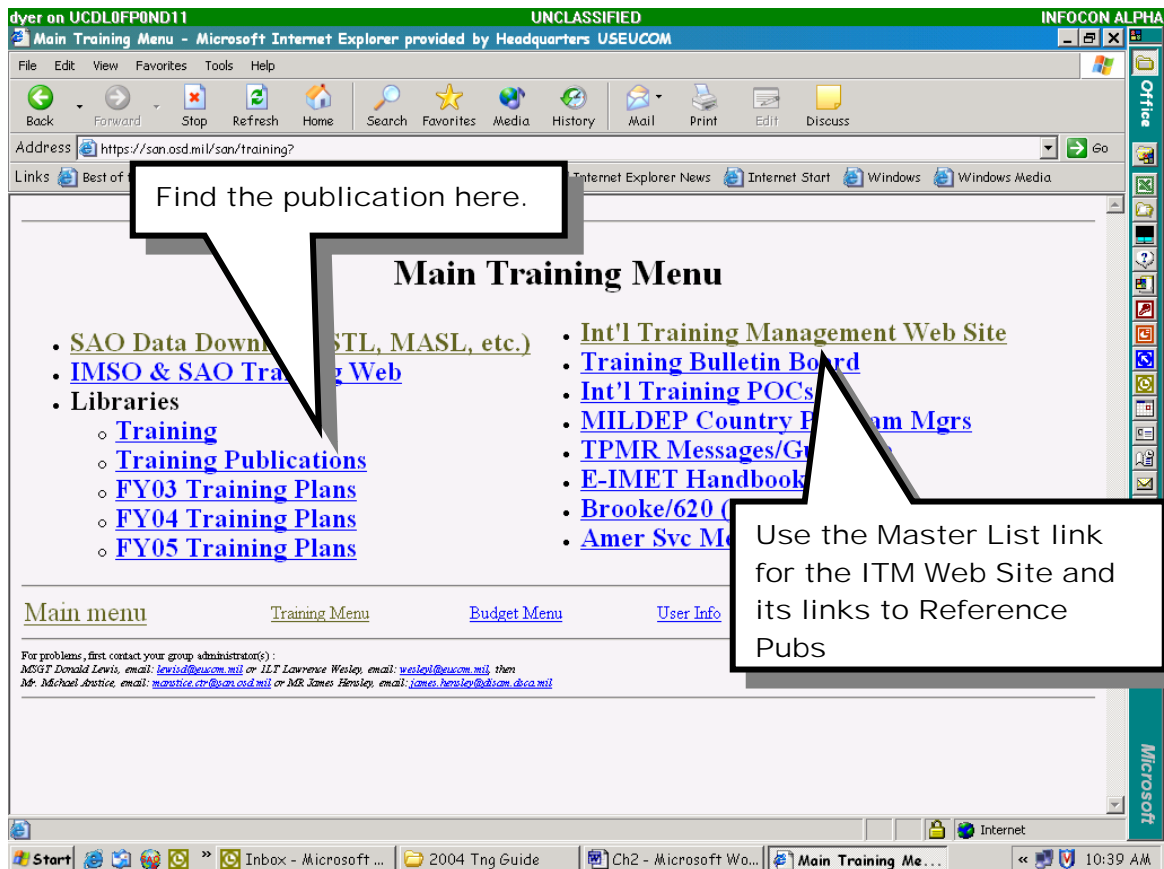 dyer on UCDL0FP0ND11 UNCLASSIFIED INFOCON ALPHA
Main Training Menu - Microsoft Internet Explorer provided by Headquarters USEUCOM
File Edit View Favorites Tools Help
Back Forward Stop Refresh Home Search Favorites Media History Mail Print Edit Discuss
Address https://san.osd.mil/san/training? Go
Links Best of Internet Explorer News Internet Start Windows Windows Media
Find the publication here.
Main Training Menu
SAO Data STL, MASL, etc.)
IMSO & SAO Web
Libraries
Training
Training Publications
FY03 Training Plans
FY04 Training Plans
FY05 Training Plans
Int'l Training Management Web Site
Training Bulletin Board
Int'l Training POCs
MILDEP Country Mgrs
TPMR
E-IMET Handbook
Brooke/620 (
Amer Svc
Use the Master List link
for the ITM Web Site and
its links to Reference
Pubs
Main menu Training Menu Budget Menu User Info
For problems, first contact your group administrator(s) :
MSGT Donald Lewis, email: lewisd@eucom.mil or 1LT Lawrence Wesley, email: wesleyl@eucom.mil, then
Mr. Michael Anstice, email: manstice.ctr@san.osd.mil or MR James Hensley, email: james.hensley@disam.dsca.mil
Office
Microsoft
Internet
Start » Inbox - Microsoft ... 2004 Tng Guide Ch2 - Microsoft Wo... Main Training Me... « 10:39 AM